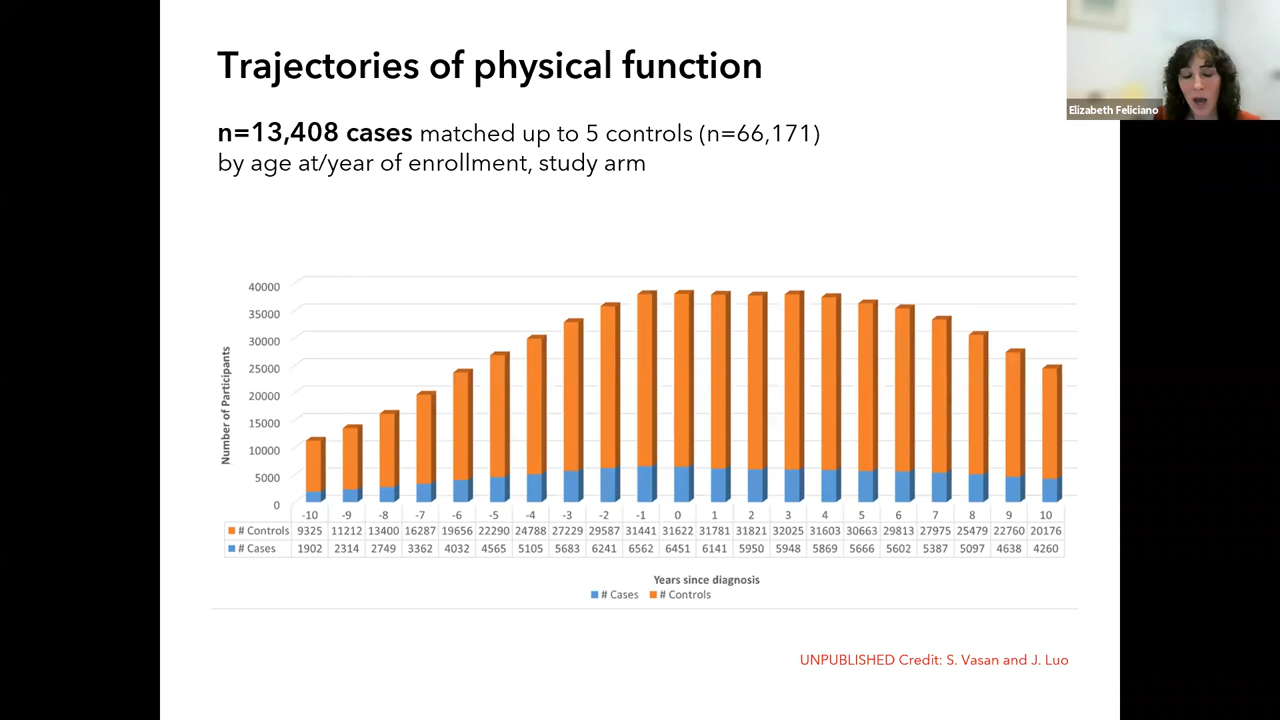 Trajectories of physical function
Elizabeth Feliciano
n=13,408 cases matched up to 5 controls (n=66,171)
by age at/year of enrollment, study arm
40000
35000
30000
25000
20000
15000
10000
5000
0
Number of Participants
-10 -9 -8 -7 -6 -5 -4 -3 -2 -1 0 1 2 3 4 5 6 7 8 9 10
# Controls 9325 11212 13400 16287 19656 22290 24788 27229 29587 31441 31622 31781 31821 32025 31603 30663 29813 27975 25479 22760 20176
# Cases 1902 2314 2749 3362 4032 4565 5105 5683 6241 6562 6451 6141 5950 5948 5869 5666 5602 5387 5097 4638 4260
Years since diagnosis
# Cases # Controls
UNPUBLISHED Credit: S. Vasan and J. Luo